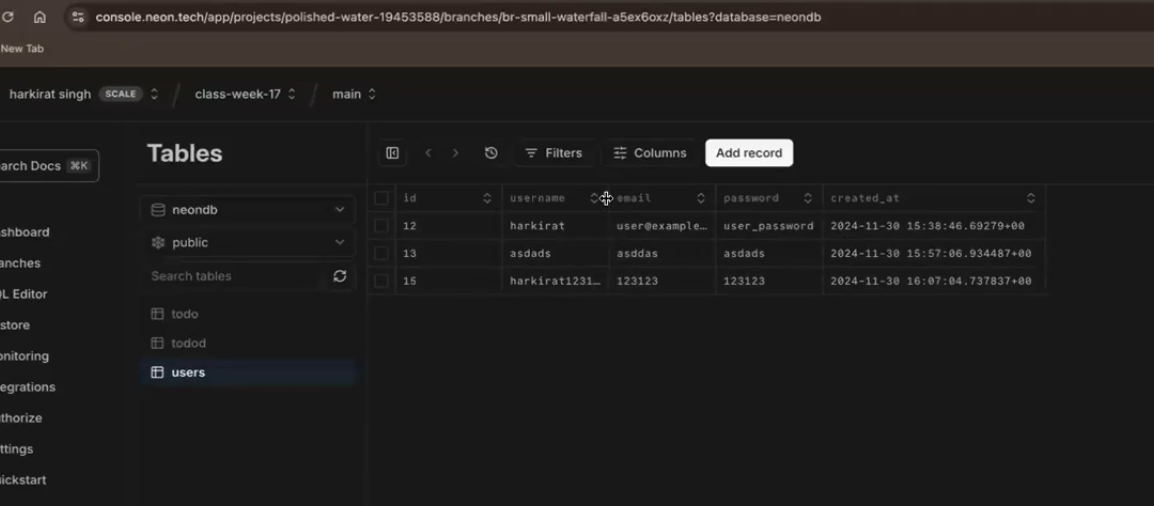 console.neon.tech/app/projects/polished-water-19453588/branches/br-small-waterfall-a5ex6oxz/tables?database=neondb
New Tab
harkirat singh SCALE / class-week-17 / main
arch Docs ⌘K
shboard
anches
QL Editor
store
onitoring
egrations
thorize
ttings
ickstart
Tables
neondb
public
Search tables
todo
todod
users
Filters Columns Add record
id username email password created_at
12 harkirat user@example… user_password 2024-11-30 15:38:46.69279+00
13 asdads asddas asdads 2024-11-30 15:57:06.934487+00
15 harkirat1231… 123123 123123 2024-11-30 16:07:04.737837+00